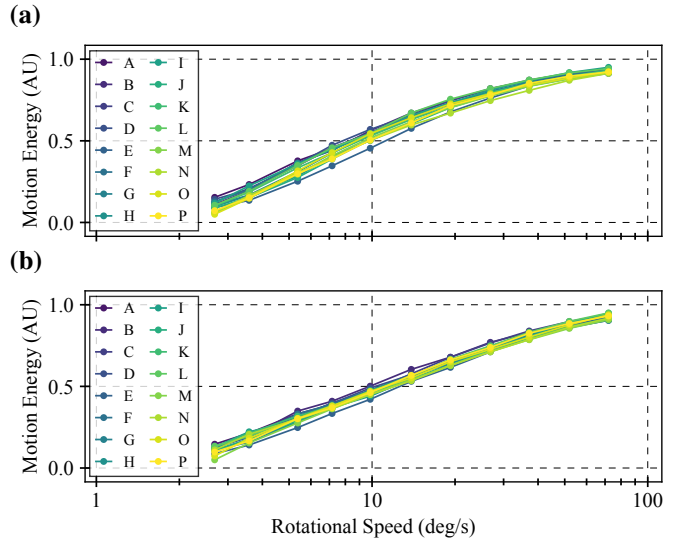 (a)
Motion Energy (AU)
1.0
0.5
0.0
A I
B J
C K
D L
E M
F N
G O
H P
(b)
Motion Energy (AU)
1.0
0.5
0.0
A I
B J
C K
D L
E M
F N
G O
H P
1 10 100
Rotational Speed (deg/s)